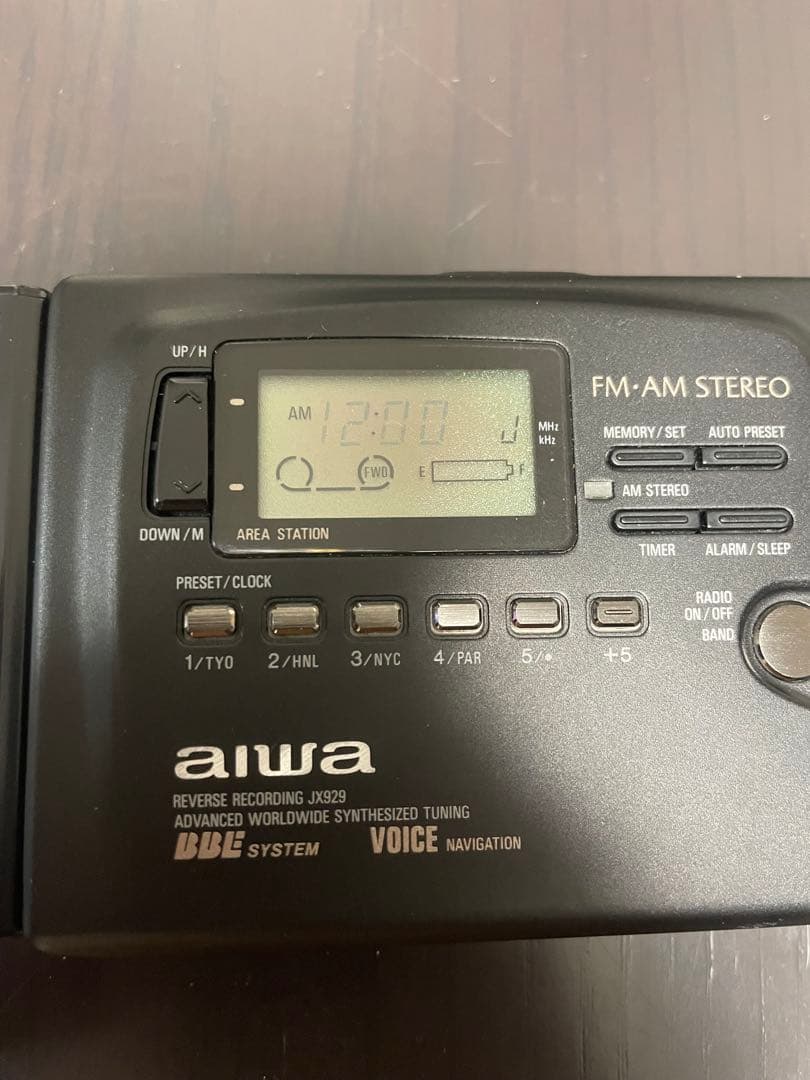 UP/H
FM·AM STEREO
AM 12:00 J
MHz
kHz
MEMORY/SET AUTO PRESET
FWD E F
AM STEREO
DOWN/M AREA STATION
TIMER ALARM/SLEEP
PRESET/CLOCK
RADIO
ON/OFF
BAND
1/TYO 2/HNL 3/NYC 4/PAR 5/• +5
aiwa
REVERSE RECORDING JX929
ADVANCED WORLDWIDE SYNTHESIZED TUNING
BBE SYSTEM VOICE NAVIGATION